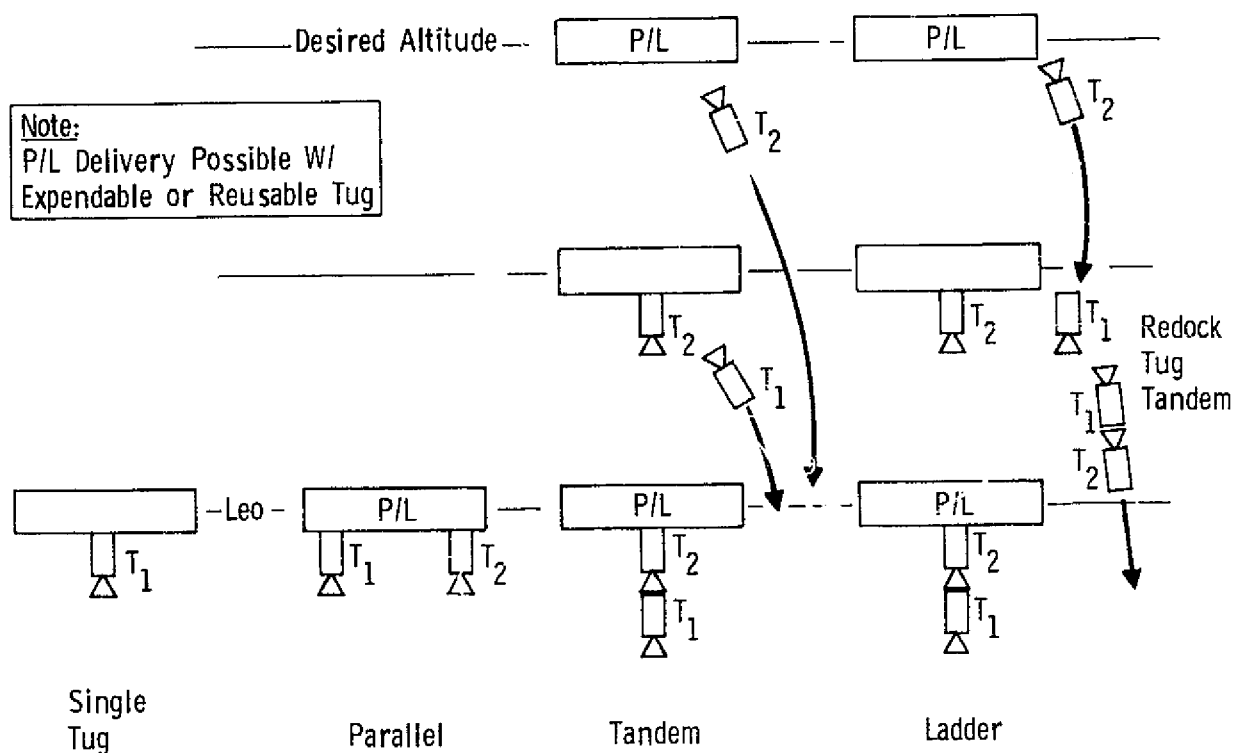 Desired Altitude
P/L
P/L
Note:
P/L Delivery Possible W/
Expendable or Reusable Tug
T2
T2
T2
T1
T2
T1
Redock
Tug
Tandem
T1
T2
Leo
P/L
P/L
P/L
T1
T1
T2
T2
T1
T2
T1
Single
Tug
Parallel
Tandem
Ladder